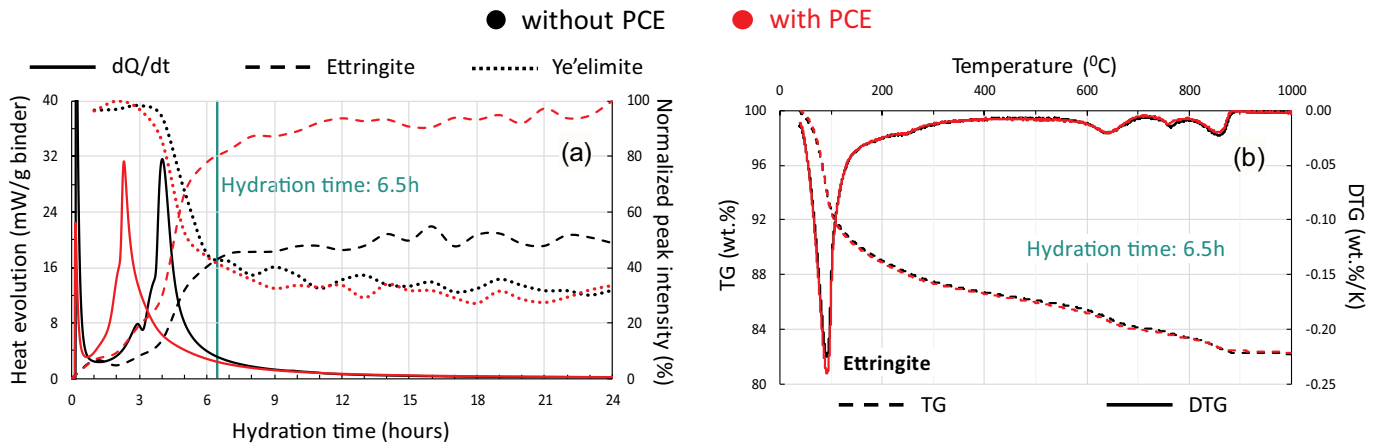 without PCE
with PCE
dQ/dt
Ettringite
Ye'elimite
Heat evolution (mW/g binder)
40
32
24
16
8
0
0
3
6
9
12
15
18
21
24
Hydration time (hours)
100
80
60
40
20
0
Normalized peak intensity (%)
(a)
Hydration time: 6.5h
Temperature (⁰C)
0
200
400
600
800
1000
TG (wt.%)
100
96
92
88
84
80
0.00
-0.05
-0.10
-0.15
-0.20
-0.25
DTG (wt.%/K)
(b)
Hydration time: 6.5h
Ettringite
TG
DTG